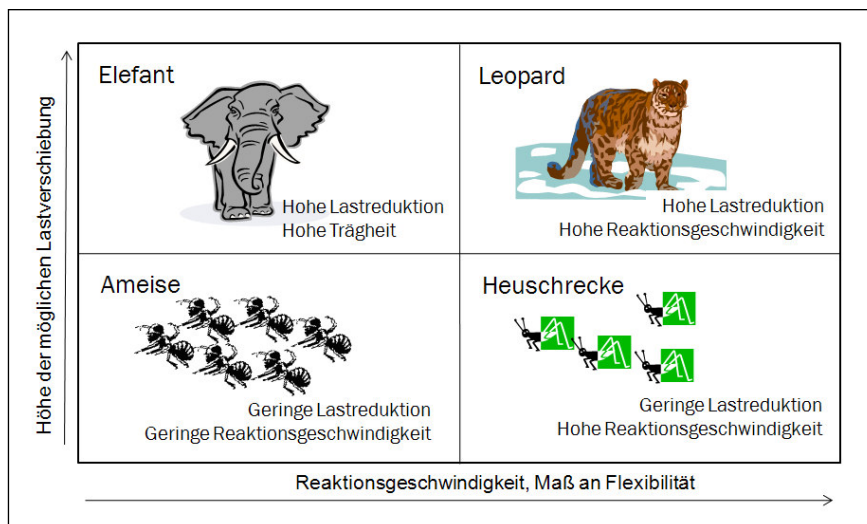 Höhe der möglichen Lastverschiebung
Elefant
Hohe Lastreduktion
Hohe Trägheit
Leopard
Hohe Lastreduktion
Hohe Reaktionsgeschwindigkeit
Ameise
Geringe Lastreduktion
Geringe Reaktionsgeschwindigkeit
Heuschrecke
Geringe Lastreduktion
Hohe Reaktionsgeschwindigkeit
Reaktionsgeschwindigkeit, Maß an Flexibilität